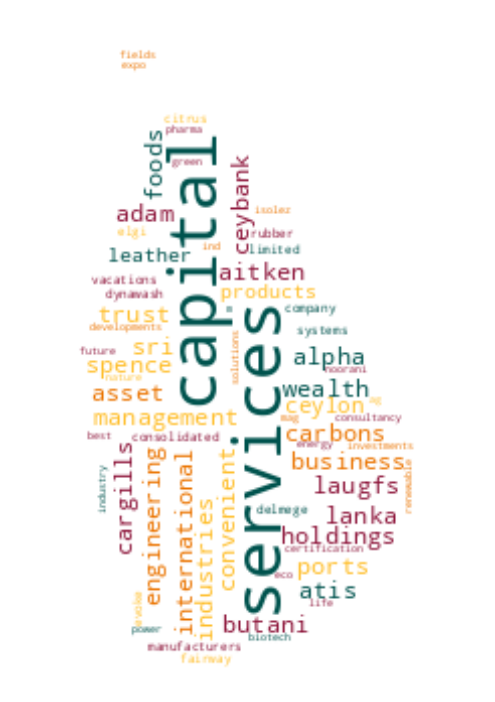 fields
expo
citrus
pharma
foods
green
capital
ceybank
adam
isolez
elgi
rubber
ind
limited
leather
aitken
vacations
products
dynawash
trust
company
developments
systems
solutions
future
sri
alpha
spence
noorani
nature
asset
wealth
ceylon
ag
management
mag
consultancy
services
best
consolidated
carbons
energy
investments
cargills
business
engineering
international
convenient
industry
renewable
laugfs
industries
delmege
lanka
holdings
certification
ports
eco
atis
evoke
life
power
butani
biotech
manufacturers
fairway